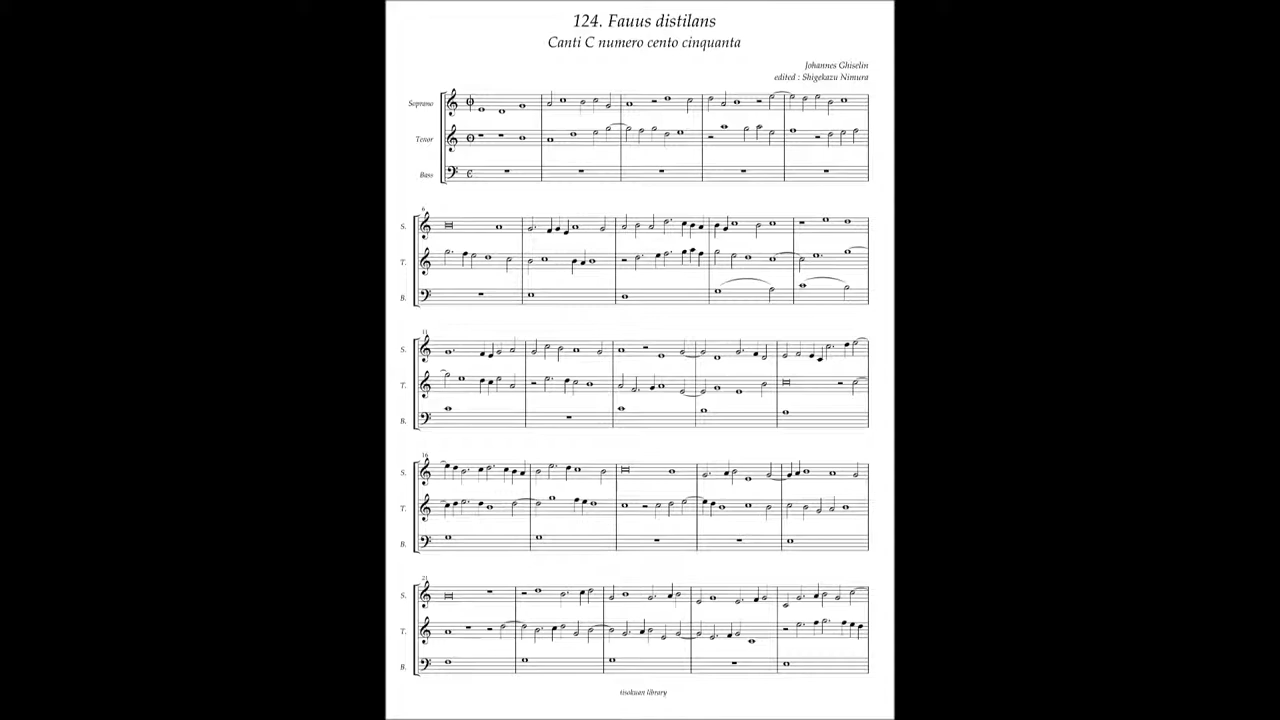 124. Fauus distilans
Canti C numero cento cinquanta
Johannes Ghiselin
edited : Shigekazu Nimura
Soprano
Tenor
Bass
6
S.
T.
B.
11
S.
T.
B.
16
S.
T.
B.
21
S.
T.
B.
tisokuan library